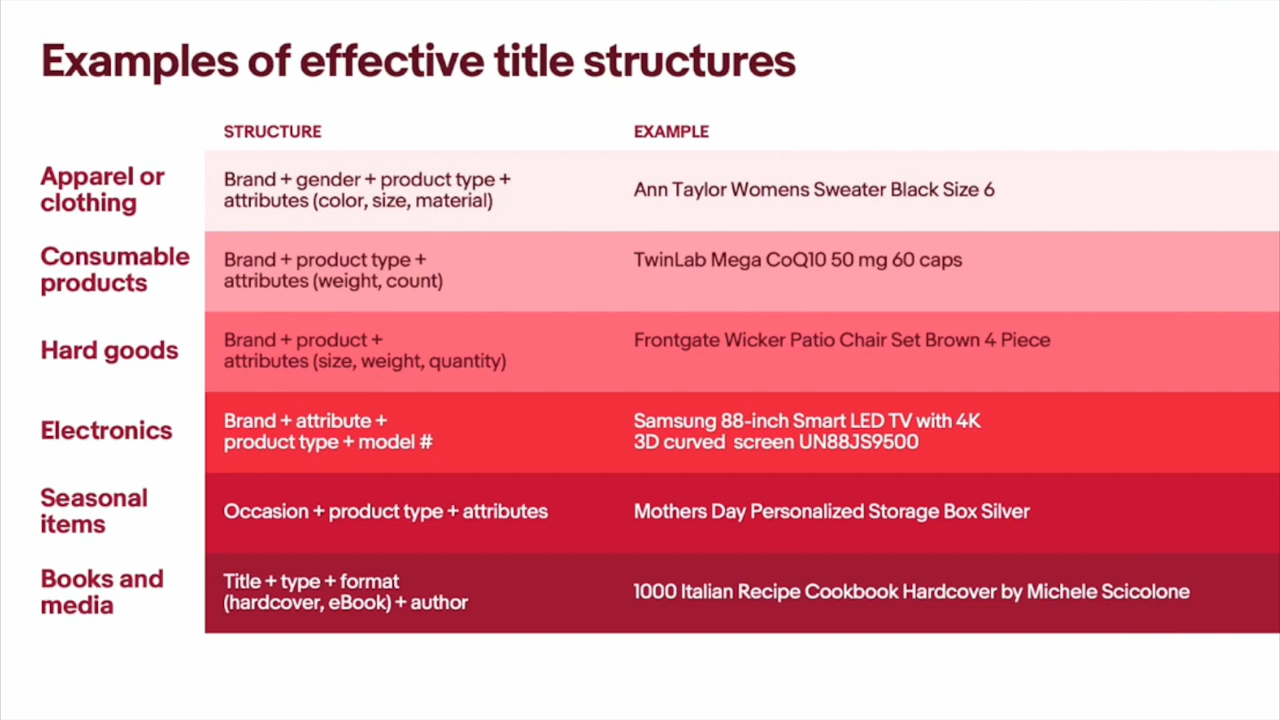 Examples of effective title structures
STRUCTURE
EXAMPLE
Apparel or
clothing
Brand + gender + product type +
attributes (color, size, material)
Ann Taylor Womens Sweater Black Size 6
Consumable
products
Brand + product type +
attributes (weight, count)
TwinLab Mega CoQ10 50 mg 60 caps
Hard goods
Brand + product +
attributes (size, weight, quantity)
Frontgate Wicker Patio Chair Set Brown 4 Piece
Electronics
Brand + attribute +
product type + model #
Samsung 88-inch Smart LED TV with 4K
3D curved  screen UN88JS9500
Seasonal
items
Occasion + product type + attributes
Mothers Day Personalized Storage Box Silver
Books and
media
Title + type + format
(hardcover, eBook) + author
1000 Italian Recipe Cookbook Hardcover by Michele Scicolone